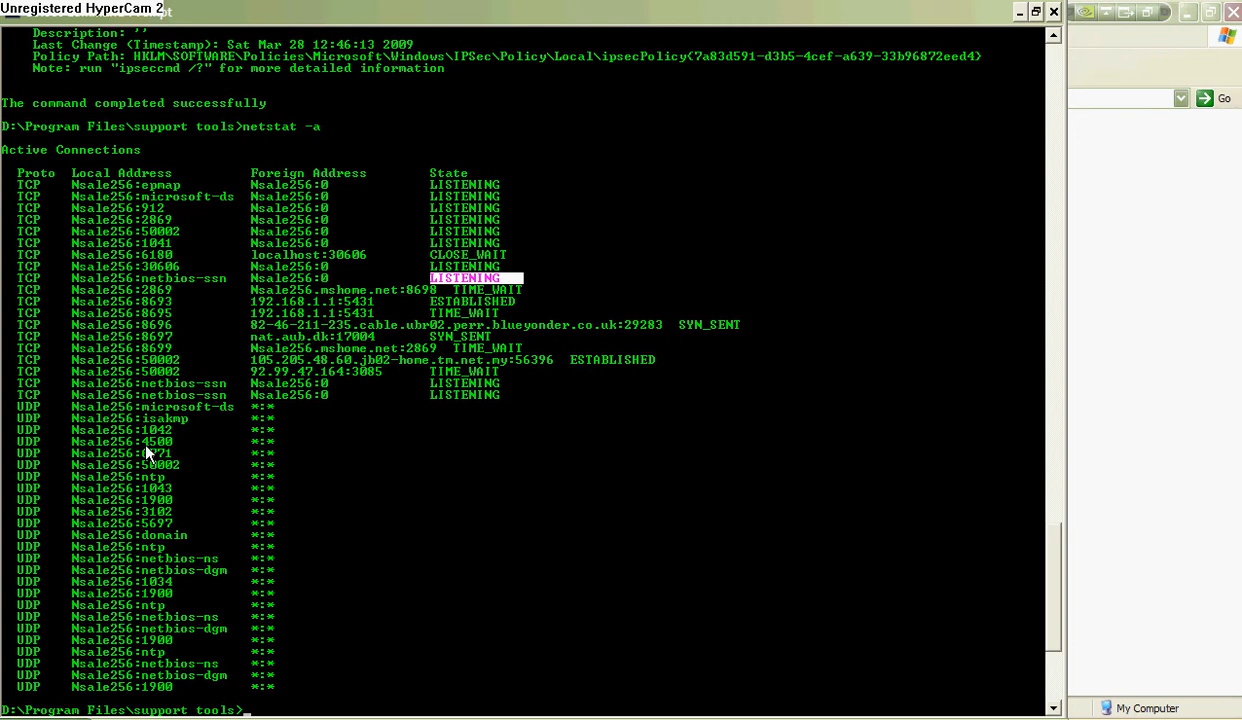 Unregistered HyperCam 2
Description: ''
Last Change (Timestamp): Sat Mar 28 12:46:13 2009
Policy Path: HKLM\SOFTWARE\Policies\Microsoft\Windows\IPSec\Policy\Local\ipsecPolicy{7a83d591-d3b5-4cef-a639-33b96872eed4}
Note: run "ipseccmd /?" for more detailed information
The command completed successfully
D:\Program Files\support tools>netstat -a
Active Connections
Proto Local Address Foreign Address State
TCP Nsale256:epmap Nsale256:0 LISTENING
TCP Nsale256:microsoft-ds Nsale256:0 LISTENING
TCP Nsale256:912 Nsale256:0 LISTENING
TCP Nsale256:2869 Nsale256:0 LISTENING
TCP Nsale256:50002 Nsale256:0 LISTENING
TCP Nsale256:1041 Nsale256:0 LISTENING
TCP Nsale256:6180 localhost:30606 CLOSE_WAIT
TCP Nsale256:30606 Nsale256:0 LISTENING
TCP Nsale256:netbios-ssn Nsale256:0 LISTENING
TCP Nsale256:2869 Nsale256.mshome.net:8698 TIME_WAIT
TCP Nsale256:8693 192.168.1.1:5431 ESTABLISHED
TCP Nsale256:8695 192.168.1.1:5431 TIME_WAIT
TCP Nsale256:8696 82-46-211-235.cable.ubr02.perr.blueyonder.co.uk:29283 SYN_SENT
TCP Nsale256:8697 nat.aub.dk:17004 SYN_SENT
TCP Nsale256:8699 Nsale256.mshome.net:2869 TIME_WAIT
TCP Nsale256:50002 105.205.48.60.jb02-home.tm.net.my:56396 ESTABLISHED
TCP Nsale256:50002 92.99.47.164:3085 TIME_WAIT
TCP Nsale256:netbios-ssn Nsale256:0 LISTENING
TCP Nsale256:netbios-ssn Nsale256:0 LISTENING
UDP Nsale256:microsoft-ds *:*
UDP Nsale256:isakmp *:*
UDP Nsale256:1042 *:*
UDP Nsale256:4500 *:*
UDP *:*
UDP Nsale256:50002 *:*
UDP Nsale256:ntp *:*
UDP Nsale256:1043 *:*
UDP Nsale256:1900 *:*
UDP Nsale256:3102 *:*
UDP Nsale256:5697 *:*
UDP Nsale256:domain *:*
UDP Nsale256:ntp *:*
UDP Nsale256:netbios-ns *:*
UDP Nsale256:netbios-dgm *:*
UDP Nsale256:1034 *:*
UDP Nsale256:1900 *:*
UDP Nsale256:ntp *:*
UDP Nsale256:netbios-ns *:*
UDP Nsale256:netbios-dgm *:*
UDP Nsale256:1900 *:*
UDP Nsale256:ntp *:*
UDP Nsale256:netbios-ns *:*
UDP Nsale256:netbios-dgm *:*
UDP Nsale256:1900 *:*
D:\Program Files\support tools>_
Go
My Computer